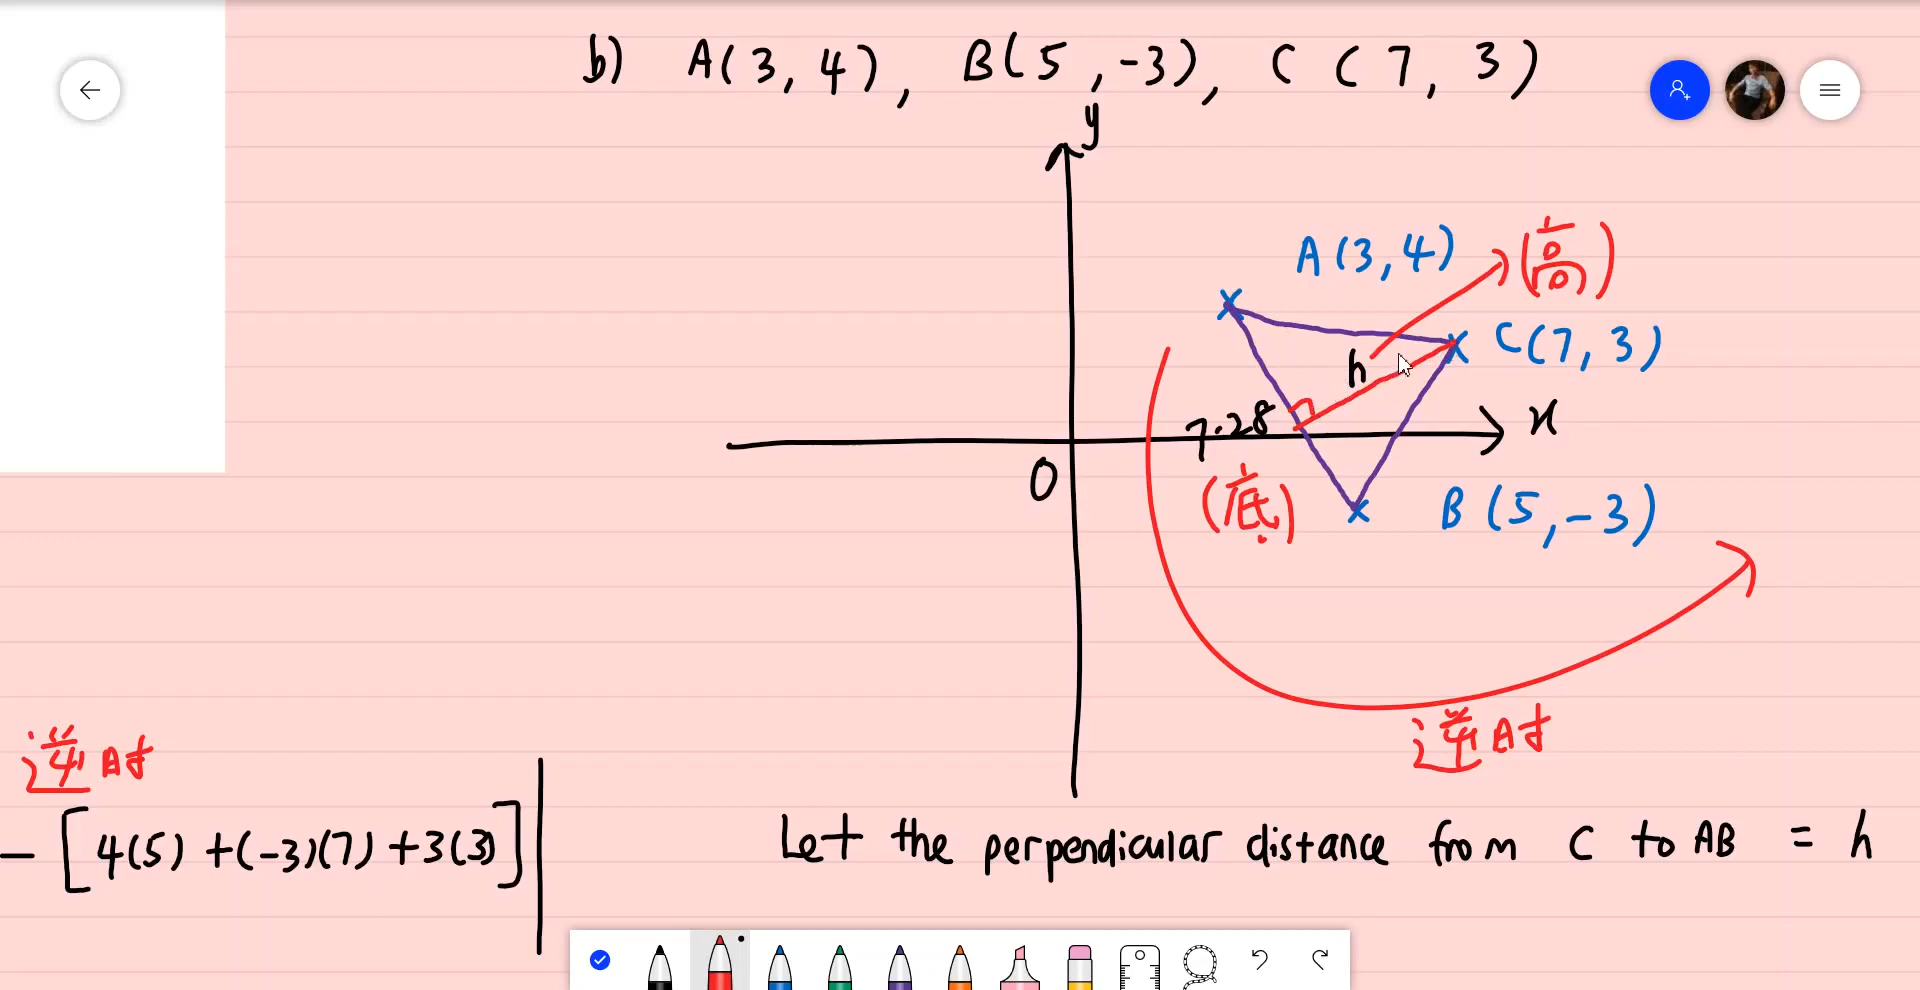 b) A(3, 4), B(5, -3), C(7, 3)
y
A(3, 4)
(高)
C(7, 3)
h
7.28
x
0
(底)
B(5, -3)
逆时
逆时
- [4(5) + (-3)(7) + 3(3)] |
Let the perpendicular distance from C to AB = h